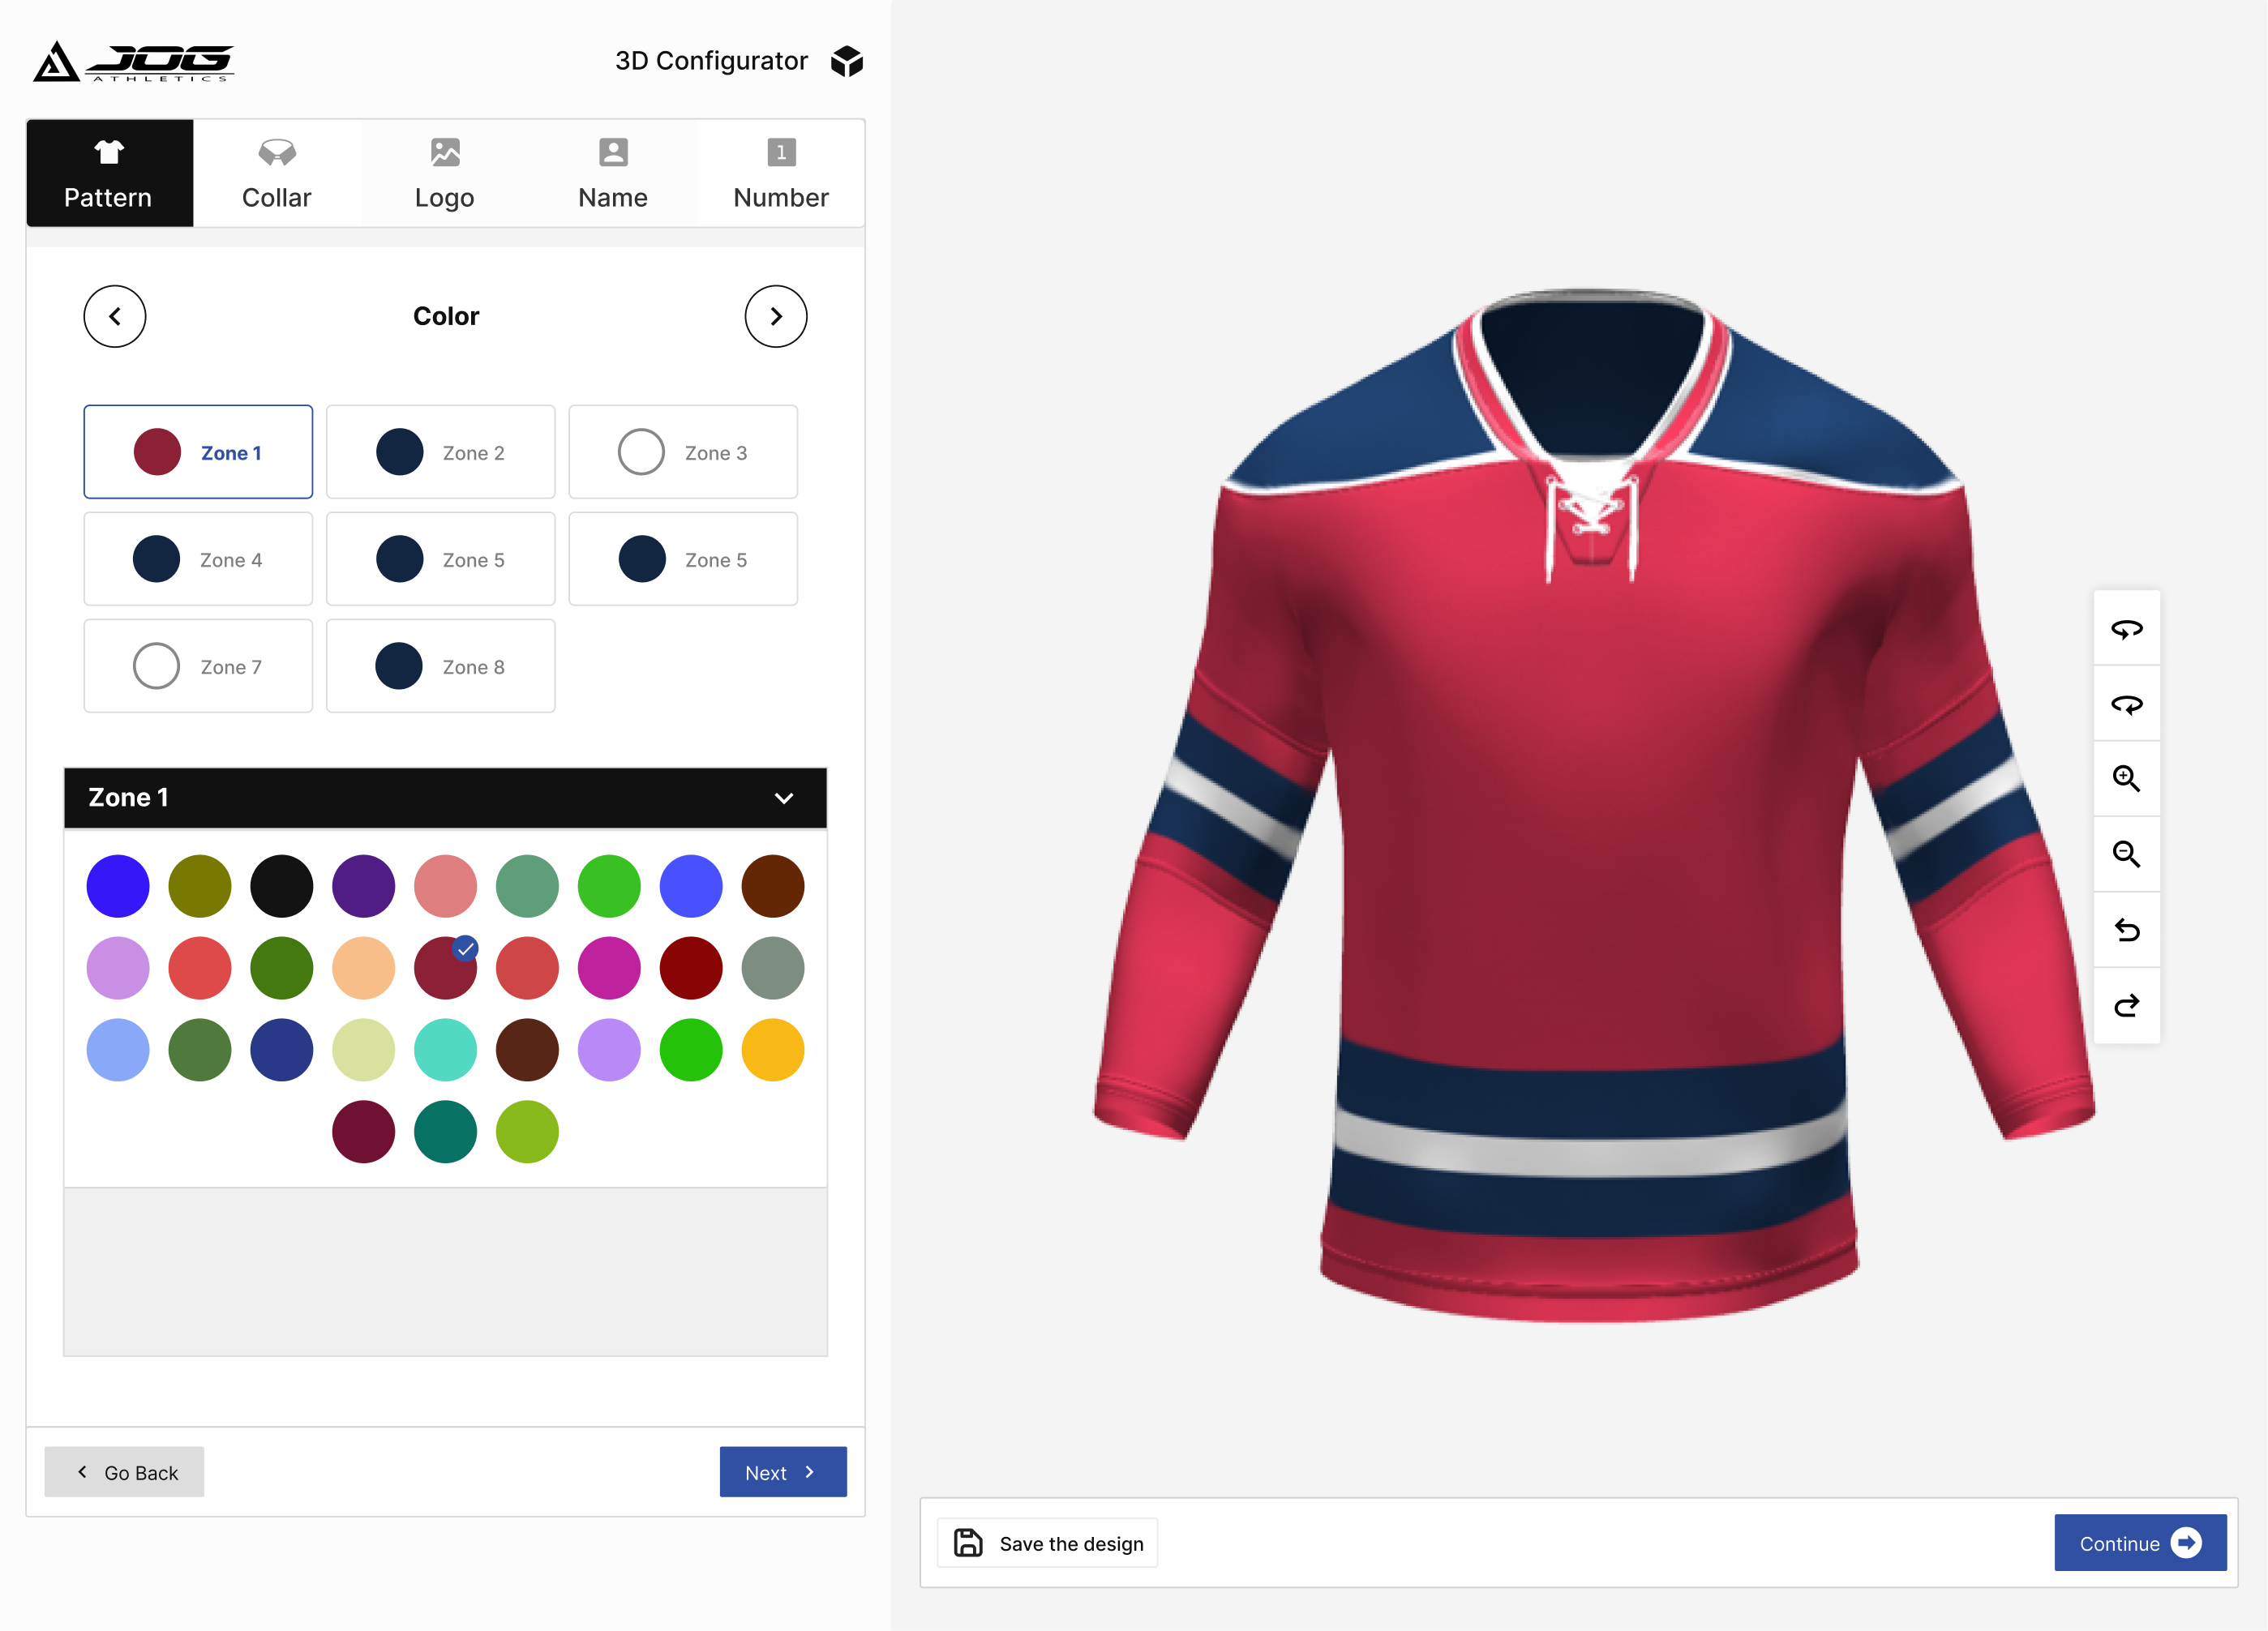 JOG
ATHLETICS
3D Configurator
Pattern
Collar
Logo
Name
1
Number
Color
Zone 1
Zone 2
Zone 3
Zone 4
Zone 5
Zone 5
Zone 7
Zone 8
Zone 1
Go Back
Next
Save the design
Continue